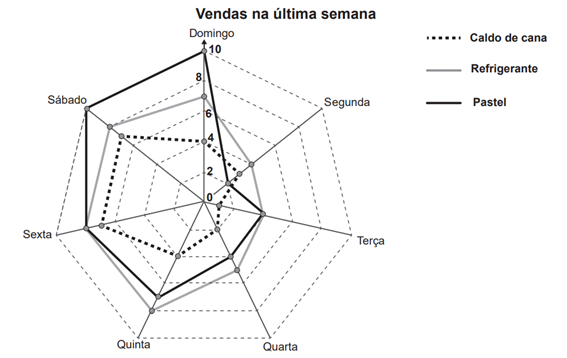 Vendas na última semana
Domingo
10
8
6
4
2
0
Segunda
Terça
Quarta
Quinta
Sexta
Sábado
Caldo de cana
Refrigerante
Pastel